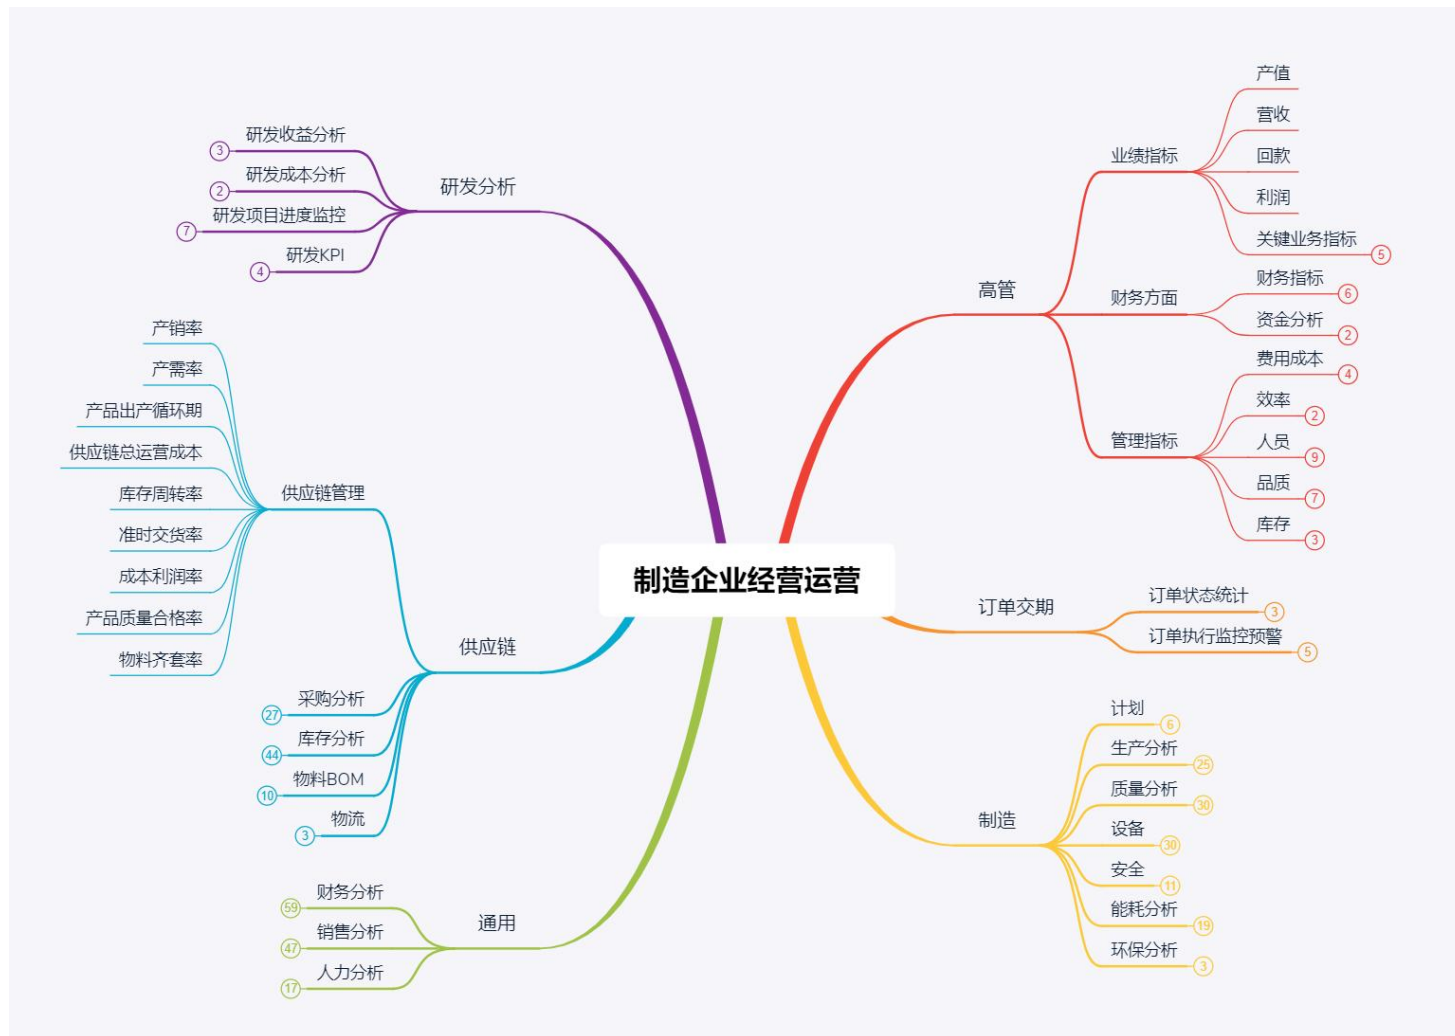 制造企业经营运营
高管
业绩指标
产值
营收
回款
利润
关键业务指标 5
财务方面
财务指标 6
资金分析 2
管理指标
费用成本 4
效率 2
人员 9
品质 7
库存 3
订单交期
订单状态统计 3
订单执行监控预警 5
制造
计划 6
生产分析 25
质量分析 30
设备 30
安全 11
能耗分析 19
环保分析 3
研发分析
3 研发收益分析
2 研发成本分析
7 研发项目进度监控
4 研发KPI
供应链
供应链管理
产销率
产需率
产品出产循环期
供应链总运营成本
库存周转率
准时交货率
成本利润率
产品质量合格率
物料齐套率
27 采购分析
44 库存分析
10 物料BOM
3 物流
通用
59 财务分析
47 销售分析
17 人力分析